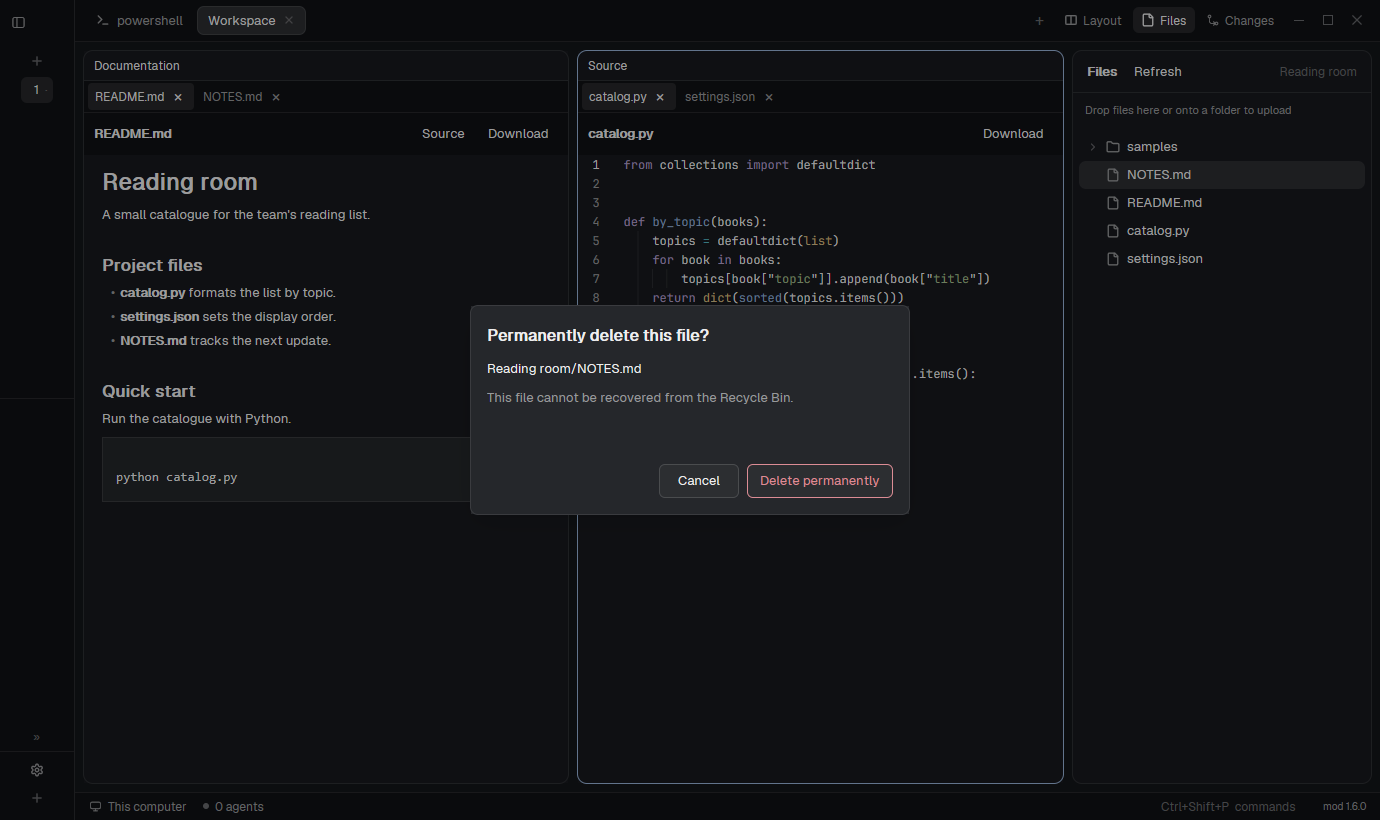 powershell
Workspace
Layout
Files
Changes
1
Documentation
README.md
NOTES.md
README.md
Source
Download
Reading room
A small catalogue for the team's reading list.
Project files
• catalog.py formats the list by topic.
• settings.json sets the display order.
• NOTES.md tracks the next update.
Quick start
Run the catalogue with Python.
python catalog.py
Source
catalog.py
settings.json
catalog.py
Download
1 from collections import defaultdict
2
3
4 def by_topic(books):
5 topics = defaultdict(list)
6 for book in books:
7 topics[book["topic"]].append(book["title"])
8 return dict(sorted(topics.items()))
.items():
Permanently delete this file?
Reading room/NOTES.md
This file cannot be recovered from the Recycle Bin.
Cancel
Delete permanently
Files
Refresh
Reading room
Drop files here or onto a folder to upload
samples
NOTES.md
README.md
catalog.py
settings.json
This computer
0 agents
Ctrl+Shift+P commands
mod 1.6.0